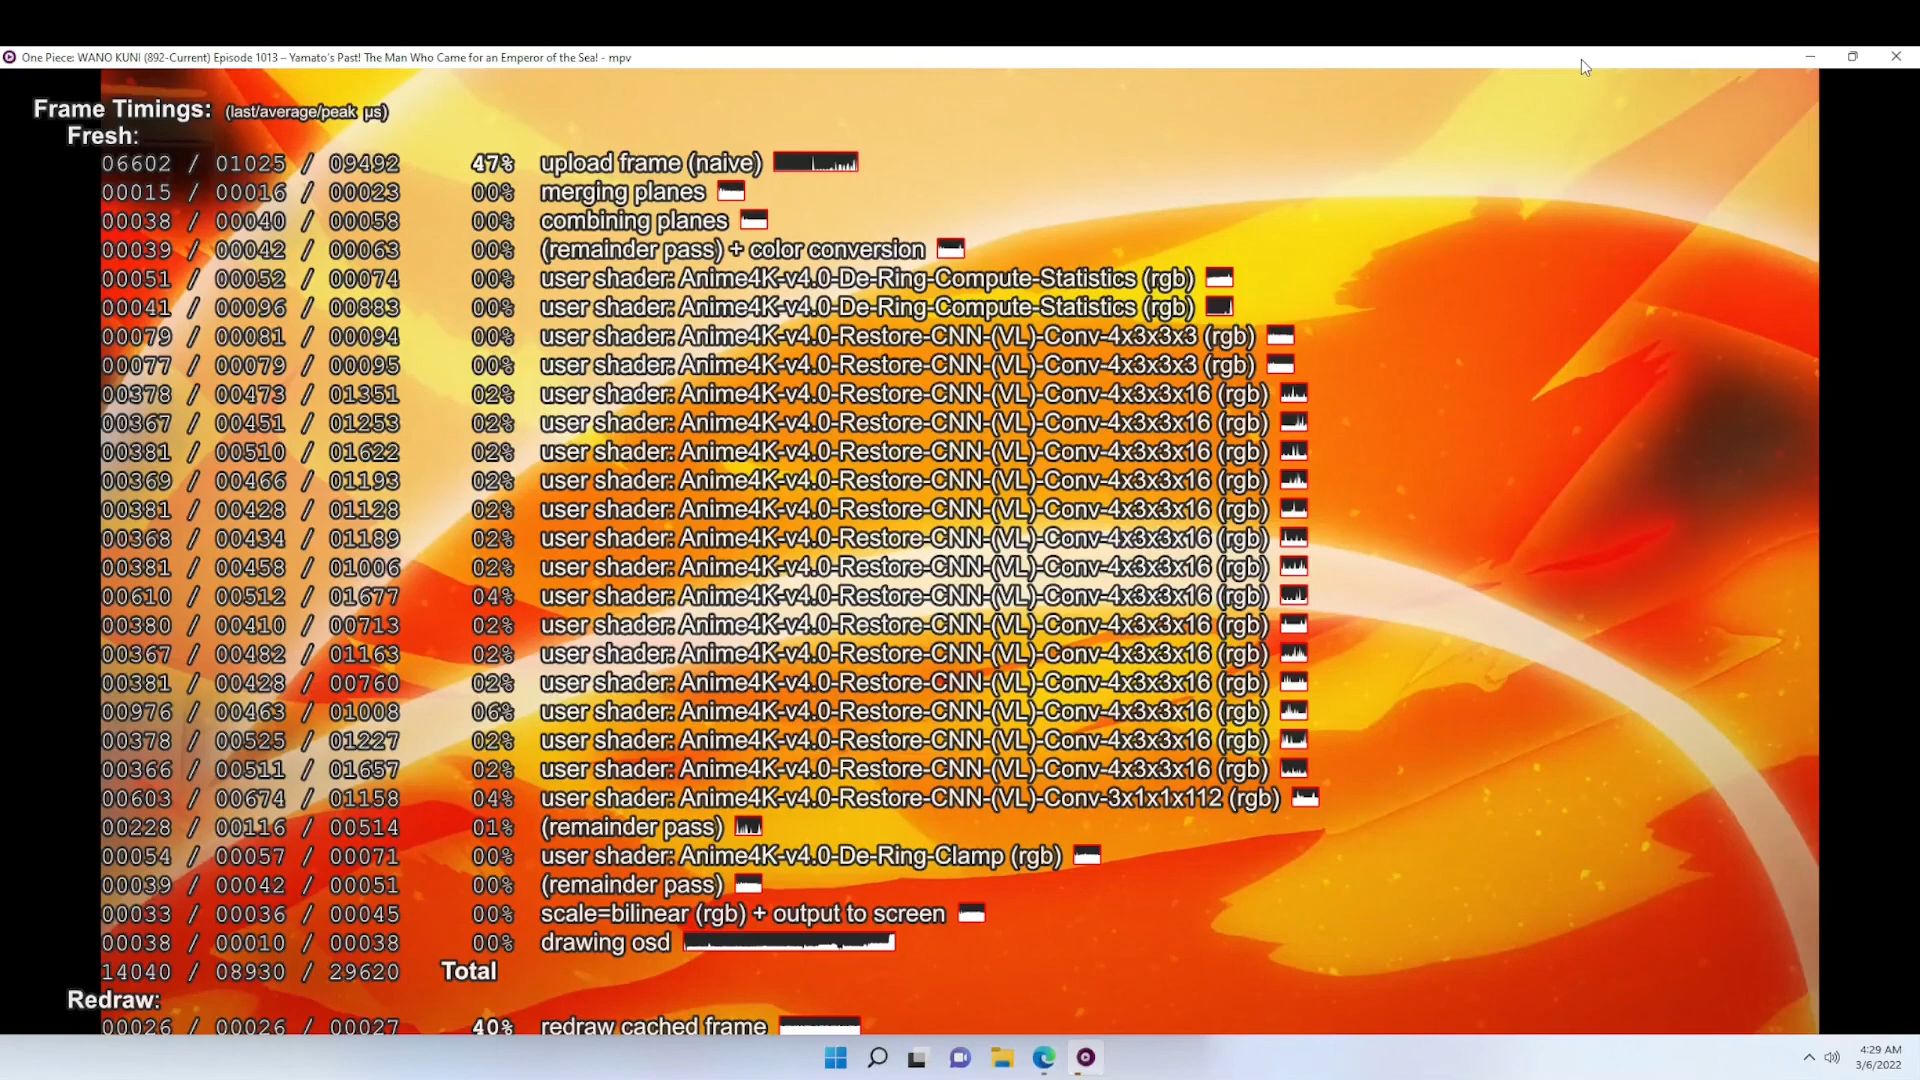 One Piece: WANO KUNI (892-Current) Episode 1013 – Yamato's Past! The Man Who Came for an Emperor of the Sea! - mpv
Frame Timings: (last/average/peak μs)
Fresh:
06602 / 01025 / 09492 47% upload frame (naive)
00015 / 00016 / 00023 00% merging planes
00038 / 00040 / 00058 00% combining planes
00039 / 00042 / 00063 00% (remainder pass) + color conversion
00051 / 00052 / 00074 00% user shader: Anime4K-v4.0-De-Ring-Compute-Statistics (rgb)
00041 / 00096 / 00883 00% user shader: Anime4K-v4.0-De-Ring-Compute-Statistics (rgb)
00079 / 00081 / 00094 00% user shader: Anime4K-v4.0-Restore-CNN-(VL)-Conv-4x3x3x3 (rgb)
00077 / 00079 / 00095 00% user shader: Anime4K-v4.0-Restore-CNN-(VL)-Conv-4x3x3x3 (rgb)
00378 / 00473 / 01351 02% user shader: Anime4K-v4.0-Restore-CNN-(VL)-Conv-4x3x3x16 (rgb)
00367 / 00451 / 01253 02% user shader: Anime4K-v4.0-Restore-CNN-(VL)-Conv-4x3x3x16 (rgb)
00381 / 00510 / 01622 02% user shader: Anime4K-v4.0-Restore-CNN-(VL)-Conv-4x3x3x16 (rgb)
00369 / 00466 / 01193 02% user shader: Anime4K-v4.0-Restore-CNN-(VL)-Conv-4x3x3x16 (rgb)
00381 / 00428 / 01128 02% user shader: Anime4K-v4.0-Restore-CNN-(VL)-Conv-4x3x3x16 (rgb)
00368 / 00434 / 01189 02% user shader: Anime4K-v4.0-Restore-CNN-(VL)-Conv-4x3x3x16 (rgb)
00381 / 00458 / 01006 02% user shader: Anime4K-v4.0-Restore-CNN-(VL)-Conv-4x3x3x16 (rgb)
00610 / 00512 / 01677 04% user shader: Anime4K-v4.0-Restore-CNN-(VL)-Conv-4x3x3x16 (rgb)
00380 / 00410 / 00713 02% user shader: Anime4K-v4.0-Restore-CNN-(VL)-Conv-4x3x3x16 (rgb)
00367 / 00482 / 01163 02% user shader: Anime4K-v4.0-Restore-CNN-(VL)-Conv-4x3x3x16 (rgb)
00381 / 00428 / 00760 02% user shader: Anime4K-v4.0-Restore-CNN-(VL)-Conv-4x3x3x16 (rgb)
00976 / 00463 / 01008 06% user shader: Anime4K-v4.0-Restore-CNN-(VL)-Conv-4x3x3x16 (rgb)
00378 / 00525 / 01227 02% user shader: Anime4K-v4.0-Restore-CNN-(VL)-Conv-4x3x3x16 (rgb)
00366 / 00511 / 01657 02% user shader: Anime4K-v4.0-Restore-CNN-(VL)-Conv-4x3x3x16 (rgb)
00603 / 00674 / 01158 04% user shader: Anime4K-v4.0-Restore-CNN-(VL)-Conv-3x1x1x112 (rgb)
00228 / 00116 / 00514 01% (remainder pass)
00054 / 00057 / 00071 00% user shader: Anime4K-v4.0-De-Ring-Clamp (rgb)
00039 / 00042 / 00051 00% (remainder pass)
00033 / 00036 / 00045 00% scale=bilinear (rgb) + output to screen
00038 / 00010 / 00038 00% drawing osd
14040 / 08930 / 29620 Total
Redraw:
00026 / 00026 / 00027 40% redraw cached frame
4:29 AM
3/6/2022